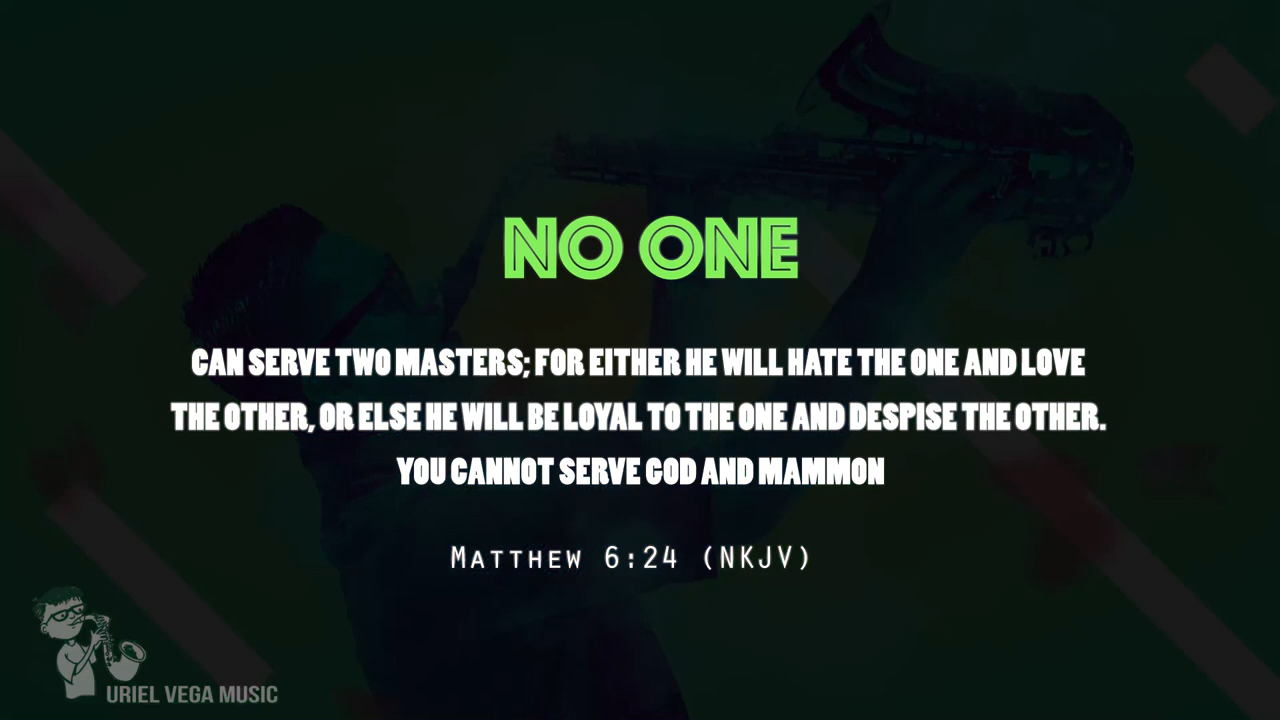 NO ONE
CAN SERVE TWO MASTERS; FOR EITHER HE WILL HATE THE ONE AND LOVE
THE OTHER, OR ELSE HE WILL BE LOYAL TO THE ONE AND DESPISE THE OTHER.
YOU CANNOT SERVE GOD AND MAMMON
MATTHEW 6:24 (NKJV)
URIEL VEGA MUSIC